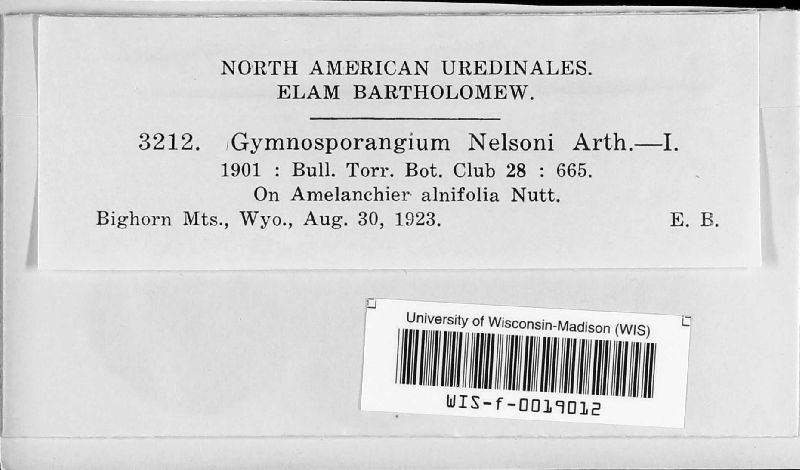 NORTH AMERICAN UREDINALES.
ELAM BARTHOLOMEW.
3212. Gymnosporangium Nelsoni Arth.—I.
1901 : Bull. Torr. Bot. Club 28 : 665.
On Amelanchier alnifolia Nutt.
Bighorn Mts., Wyo., Aug. 30, 1923. E. B.
University of Wisconsin-Madison (WIS)
WIS-f-0019012